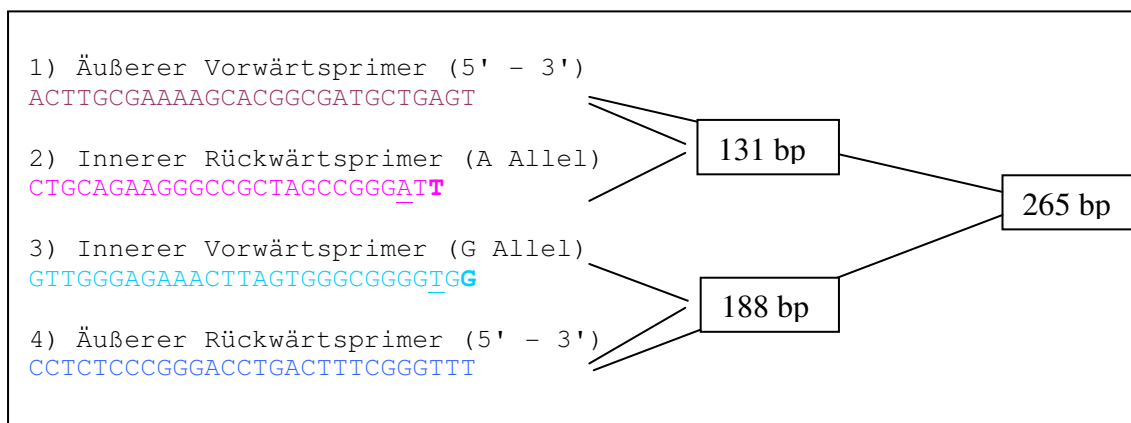 1) Äußerer Vorwärtsprimer (5' – 3')
ACTTGCGAAAAGCACGGCGATGCTGAGT
131 bp
2) Innerer Rückwärtsprimer (A Allel)
CTGCAGAAGGGCCGCTAGCCGGGATT
265 bp
3) Innerer Vorwärtsprimer (G Allel)
GTTGGGAGAAACTTAGTGGGCGGGGTGG
188 bp
4) Äußerer Rückwärtsprimer (5' – 3')
CCTCTCCCGGGACCTGACTTTCGGGTTT